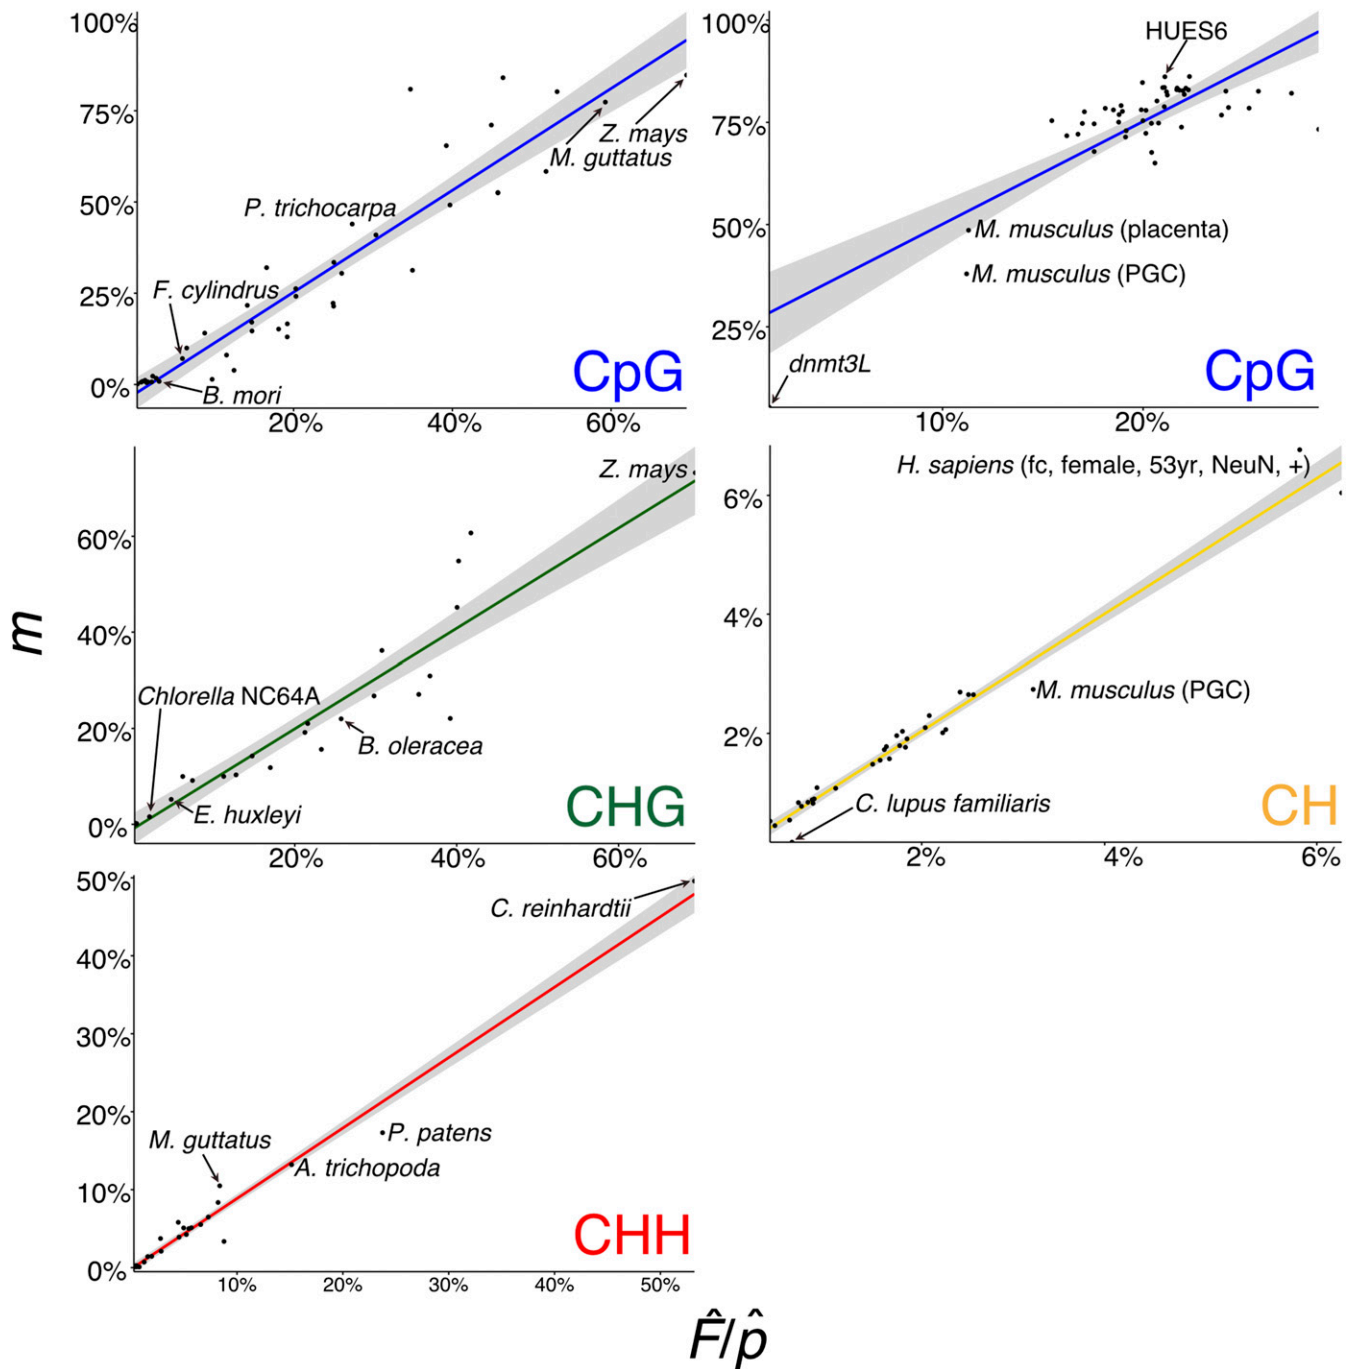 100%
75%
50%
25%
0%
Z. mays
M. guttatus
P. trichocarpa
F. cylindrus
B. mori
CpG
20%
40%
60%
HUES6
75%
50%
25%
M. musculus (placenta)
M. musculus (PGC)
dnmt3L
CpG
10%
20%
m
60%
40%
20%
0%
Z. mays
Chlorella NC64A
B. oleracea
E. huxleyi
CHG
20%
40%
60%
H. sapiens (fc, female, 53yr, NeuN, +)
6%
4%
2%
M. musculus (PGC)
C. lupus familiaris
CH
2%
4%
6%
50%
40%
30%
20%
10%
0%
C. reinhardtii
M. guttatus
P. patens
A. trichopoda
CHH
10%
20%
30%
40%
50%
F̂/p̂